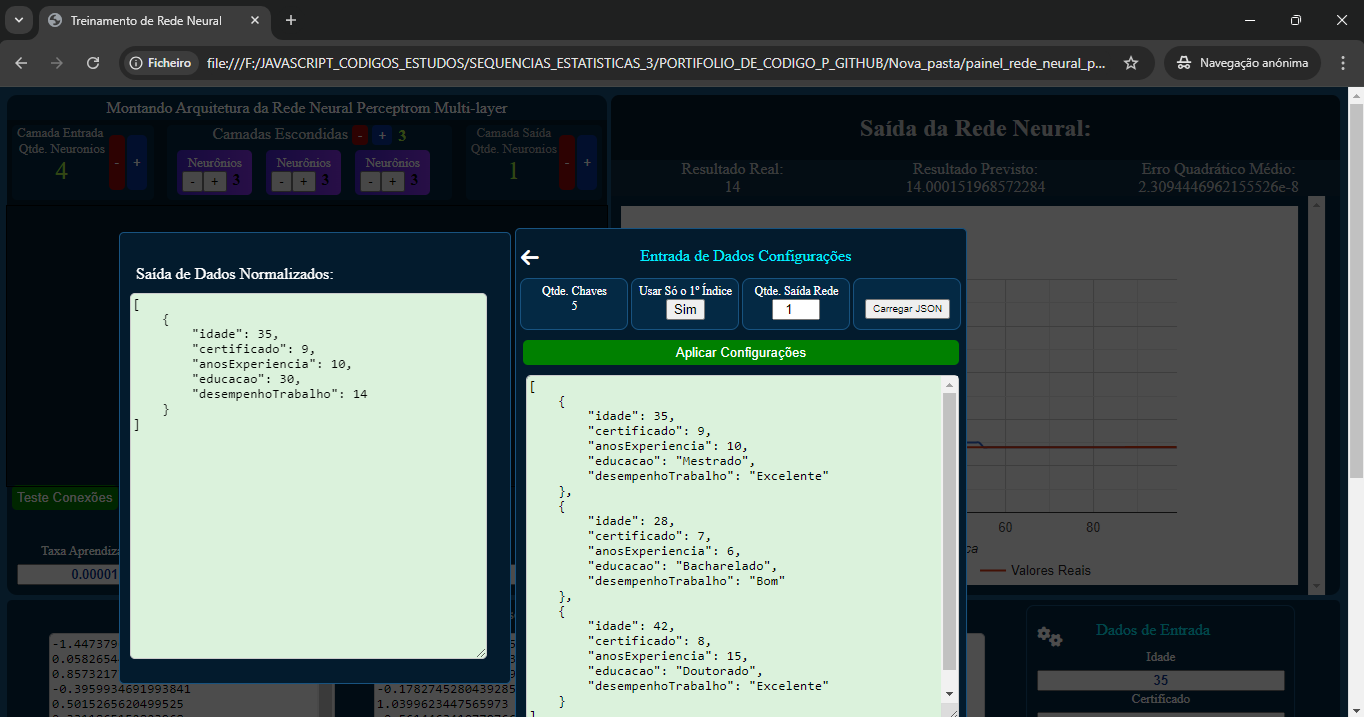 Treinamento de Rede Neural
Ficheiro
file:///F:/JAVASCRIPT_CODIGOS_ESTUDOS/SEQUENCIAS_ESTATISTICAS_3/PORTIFOLIO_DE_CODIGO_P_GITHUB/Nova_pasta/painel_rede_neural_p...
Navegação anónima
Montando Arquitetura da Rede Neural Perceptrom Multi-layer
Camada Entrada
Qtde. Neuronios
4
- +
Camadas Escondidas - + 3
Neurônios
- + 3
Neurônios
- + 3
Neurônios
- + 3
Camada Saída
Qtde. Neuronios
1
- +
Saída da Rede Neural:
Resultado Real:
14
Resultado Previsto:
14.000151968572284
Erro Quadrático Médio:
2.3094446962155526e-8
Saída de Dados Normalizados:
[
{
"idade": 35,
"certificado": 9,
"anosExperiencia": 10,
"educacao": 30,
"desempenhoTrabalho": 14
}
]
Entrada de Dados Configurações
Qtde. Chaves
5
Usar Só o 1º Índice
Sim
Qtde. Saída Rede
1
Carregar JSON
Aplicar Configurações
[
{
"idade": 35,
"certificado": 9,
"anosExperiencia": 10,
"educacao": "Mestrado",
"desempenhoTrabalho": "Excelente"
},
{
"idade": 28,
"certificado": 7,
"anosExperiencia": 6,
"educacao": "Bacharelado",
"desempenhoTrabalho": "Bom"
},
{
"idade": 42,
"certificado": 8,
"anosExperiencia": 15,
"educacao": "Doutorado",
"desempenhoTrabalho": "Excelente"
}
]
Teste Conexões
Taxa Aprendiza
0.00001
60 80
ca
Valores Reais
-1.447379
0.0582654
0.8573217
-0.3959934691993841
0.5015265620499525
-0.1782745280439285
1.0399623447565973
Dados de Entrada
Idade
35
Certificado